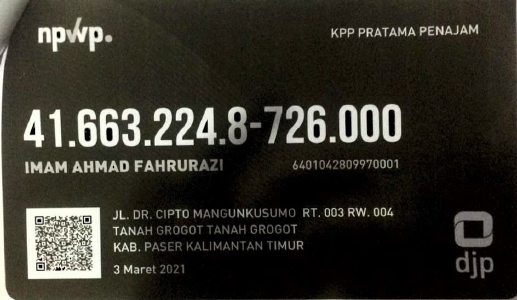 npwp.
KPP PRATAMA PENAJAM
41.663.224.8-726.000
IMAM AHMAD FAHRURAZI
6401042809970001
JL. DR. CIPTO MANGUNKUSUMO RT. 003 RW. 004
TANAH GROGOT TANAH GROGOT
KAB. PASER KALIMANTAN TIMUR
3 Maret 2021
djp